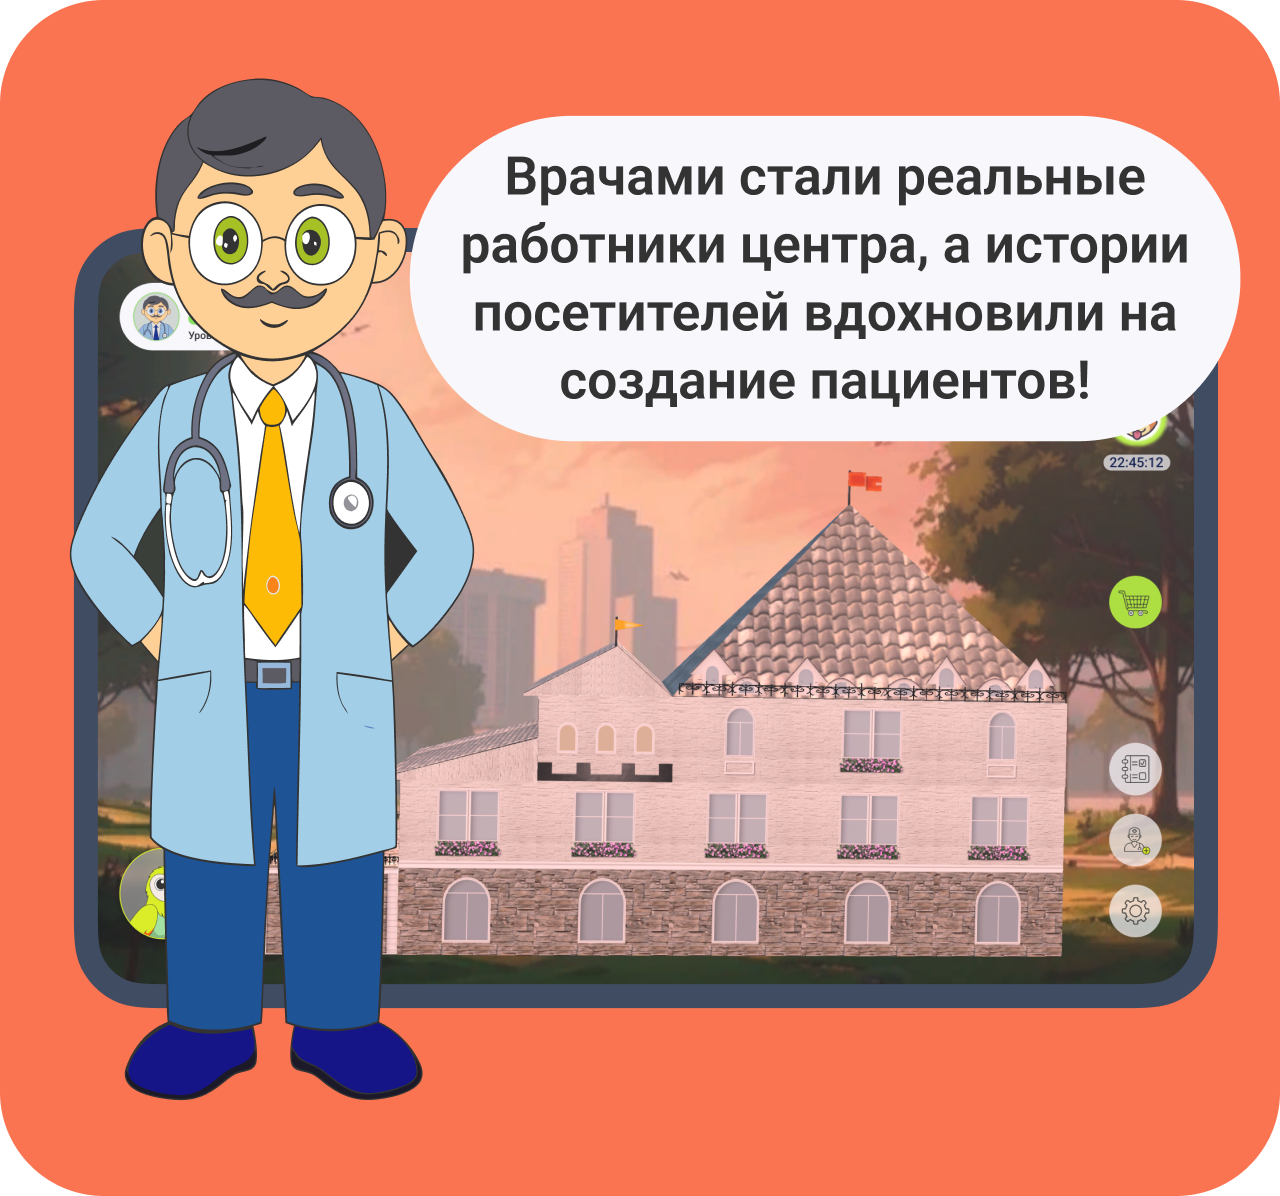 Врачами стали реальные
работники центра, а истории
посетителей вдохновили на
создание пациентов!
22:45:12